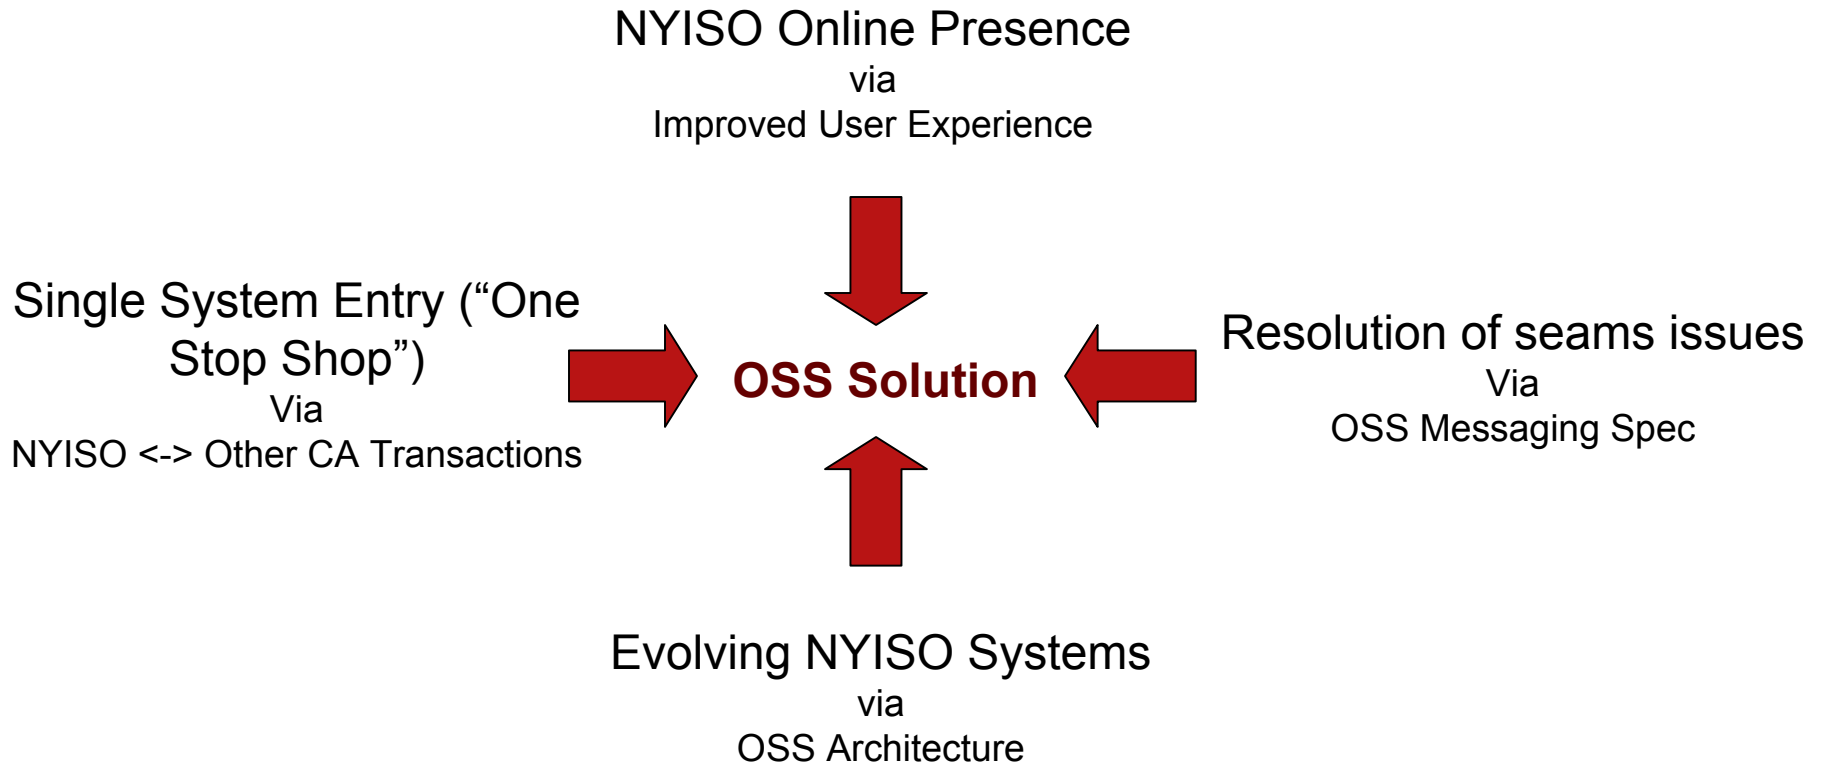 NYISO Online Presence
via
Improved User Experience
Single System Entry (“One
Stop Shop”)
Via
NYISO <-> Other CA Transactions
OSS Solution
Resolution of seams issues
Via
OSS Messaging Spec
Evolving NYISO Systems
via
OSS Architecture